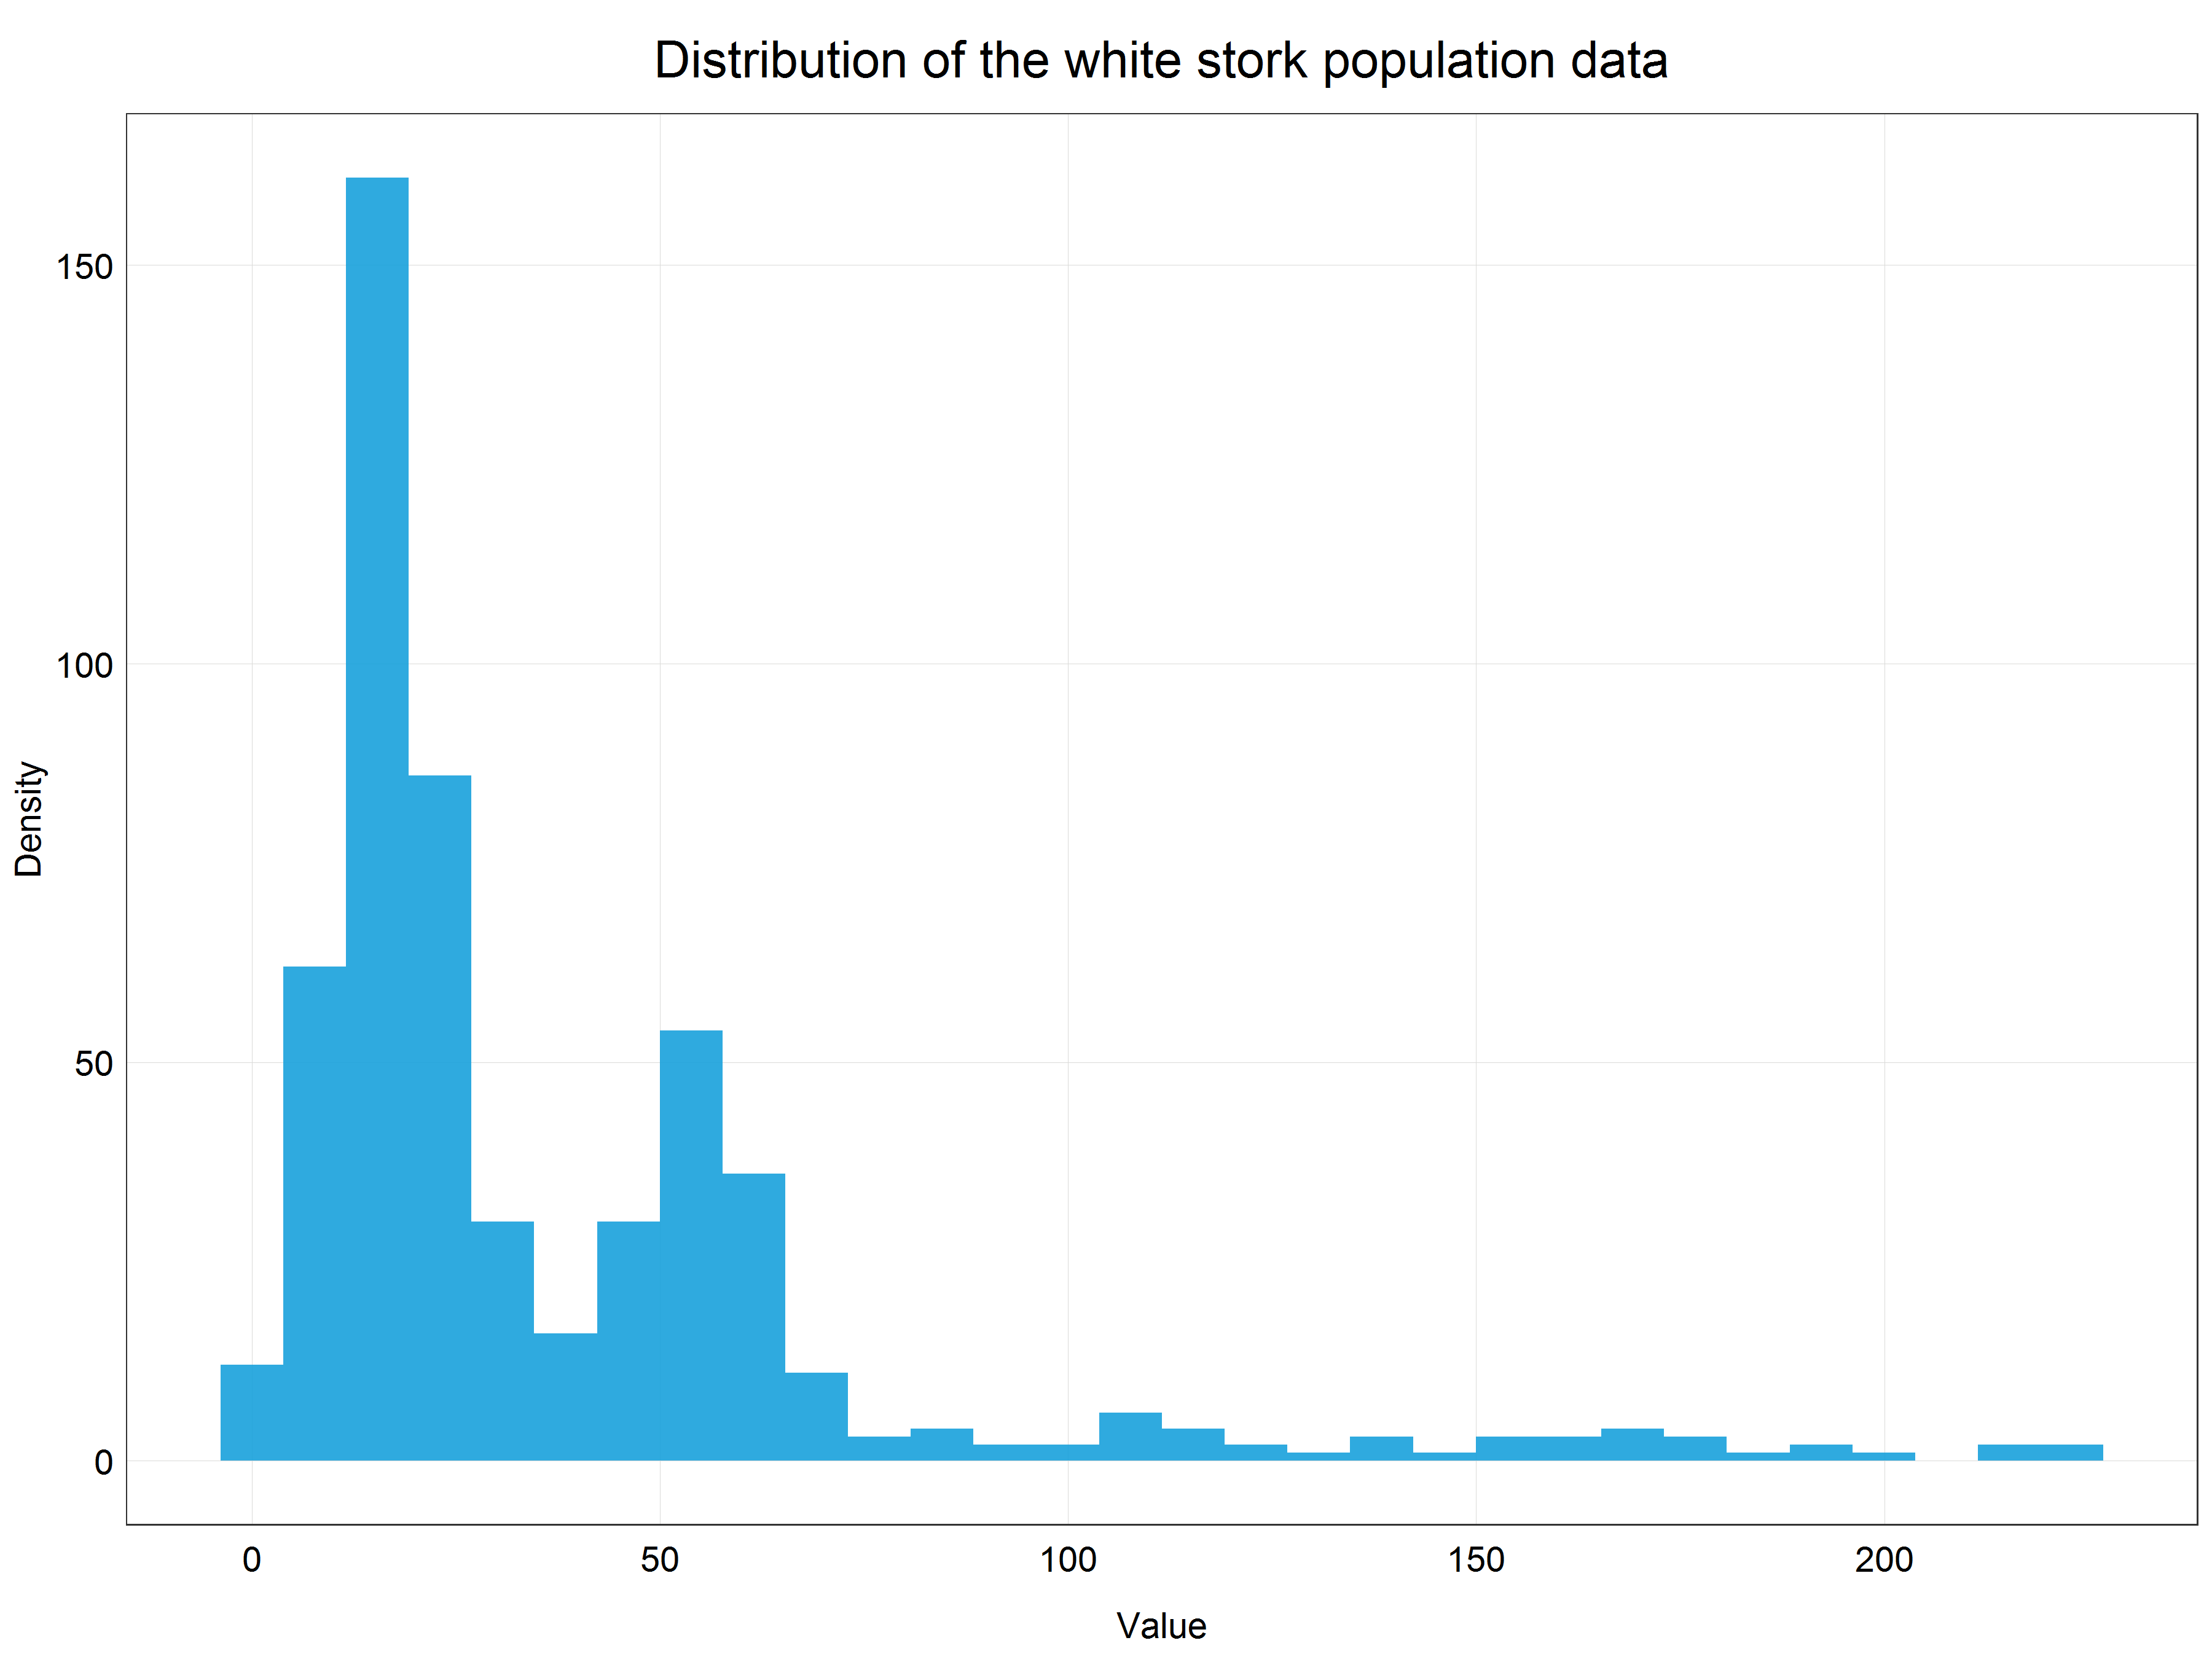 Distribution of the white stork population data
150
100
50
0
Density
0 50 100 150 200
Value